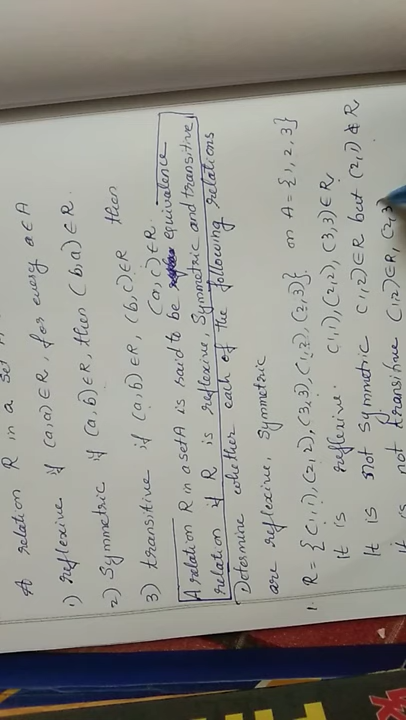 A relation R in a set
1) reflexive if (a,a) ∈ R, for every a ∈ A
2) Symmetric if (a,b) ∈ R, then (b,a) ∈ R.
3) transitive if (a,b) ∈ R, (b,c) ∈ R then
(a,c) ∈ R.
A relation R in a set A is said to be equivalence
relation if R is reflexive, Symmetric and transitive
Determine whether each of the following relations
are reflexive, Symmetric
1. R = {(1,1), (2,2), (3,3), (1,2), (2,3)} on A = {1, 2, 3}
It is reflexive. (1,1), (2,2), (3,3) ∈ R,
It is not Symmetric (1,2) ∈ R but (2,1) ∉ R
it is not transitive (1,2) ∈ R, (2,3